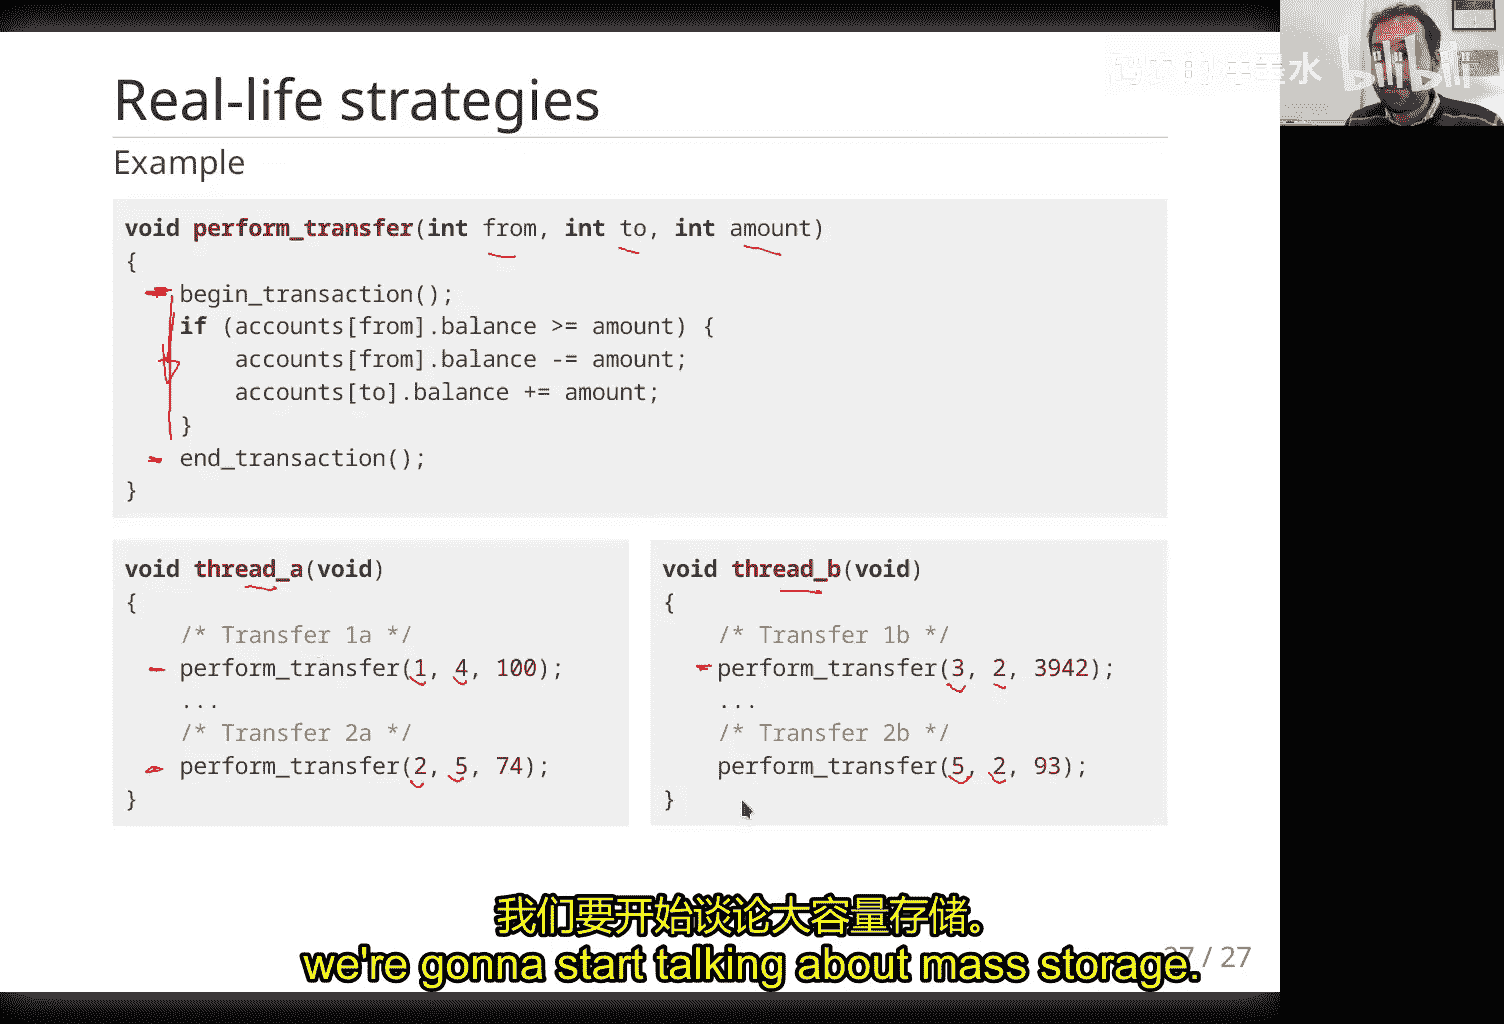 Real-life strategies
Example
void perform_transfer(int from, int to, int amount)
{
begin_transaction();
if (accounts[from].balance >= amount) {
accounts[from].balance -= amount;
accounts[to].balance += amount;
}
end_transaction();
}
void thread_a(void)
{
/* Transfer 1a */
perform_transfer(1, 4, 100);
...
/* Transfer 2a */
perform_transfer(2, 5, 74);
}
void thread_b(void)
{
/* Transfer 1b */
perform_transfer(3, 2, 3942);
...
/* Transfer 2b */
perform_transfer(5, 2, 93);
}
我们要开始谈论大容量存储。
we're gonna start talking about mass storage.
27 / 27
bilibili